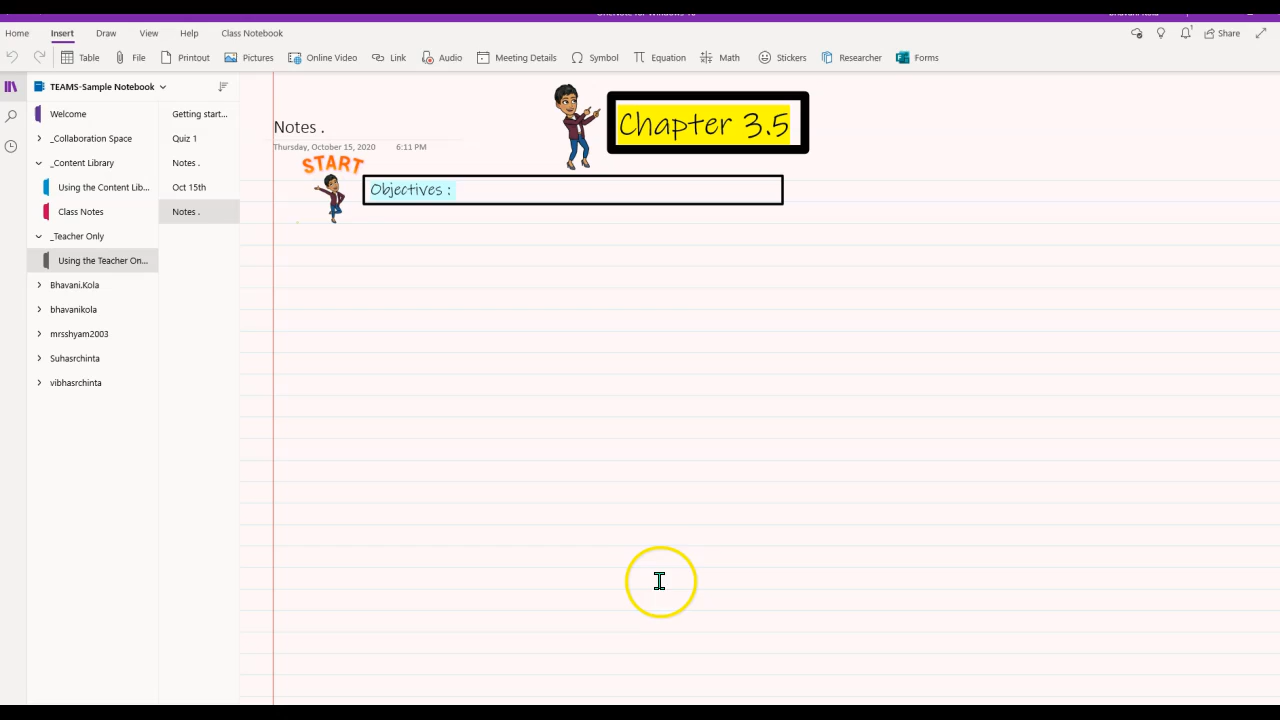 Home Insert Draw View Help Class Notebook
1 Share
Table File Printout Pictures Online Video Link Audio Meeting Details Symbol Equation Math Stickers Researcher Forms
TEAMS-Sample Notebook
Welcome
_Collaboration Space
_Content Library
Using the Content Lib...
Class Notes
_Teacher Only
Using the Teacher On...
Bhavani.Kola
bhavanikola
mrsshyam2003
Suhasrchinta
vibhasrchinta
Getting start...
Quiz 1
Notes .
Oct 15th
Notes .
Chapter 3.5
Notes .
Thursday, October 15, 2020 6:11 PM
START
Objectives :